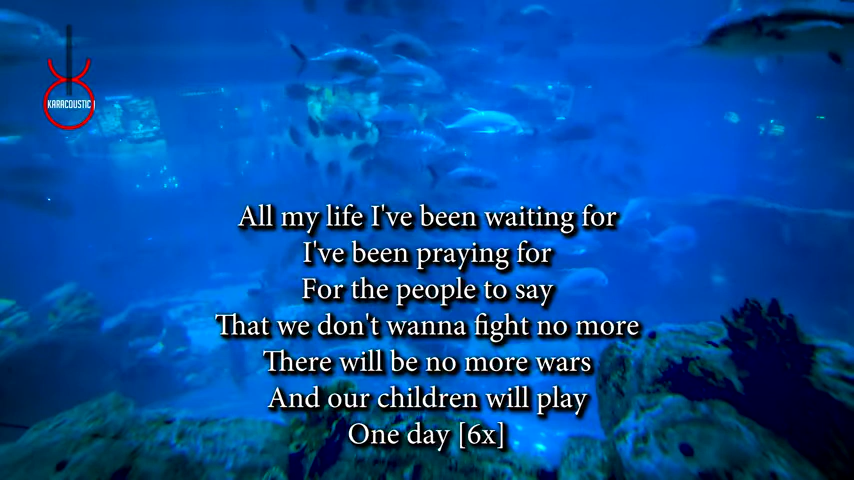 KARACOUSTIC
All my life I've been waiting for
I've been praying for
For the people to say
That we don't wanna fight no more
There will be no more wars
And our children will play
One day [6x]